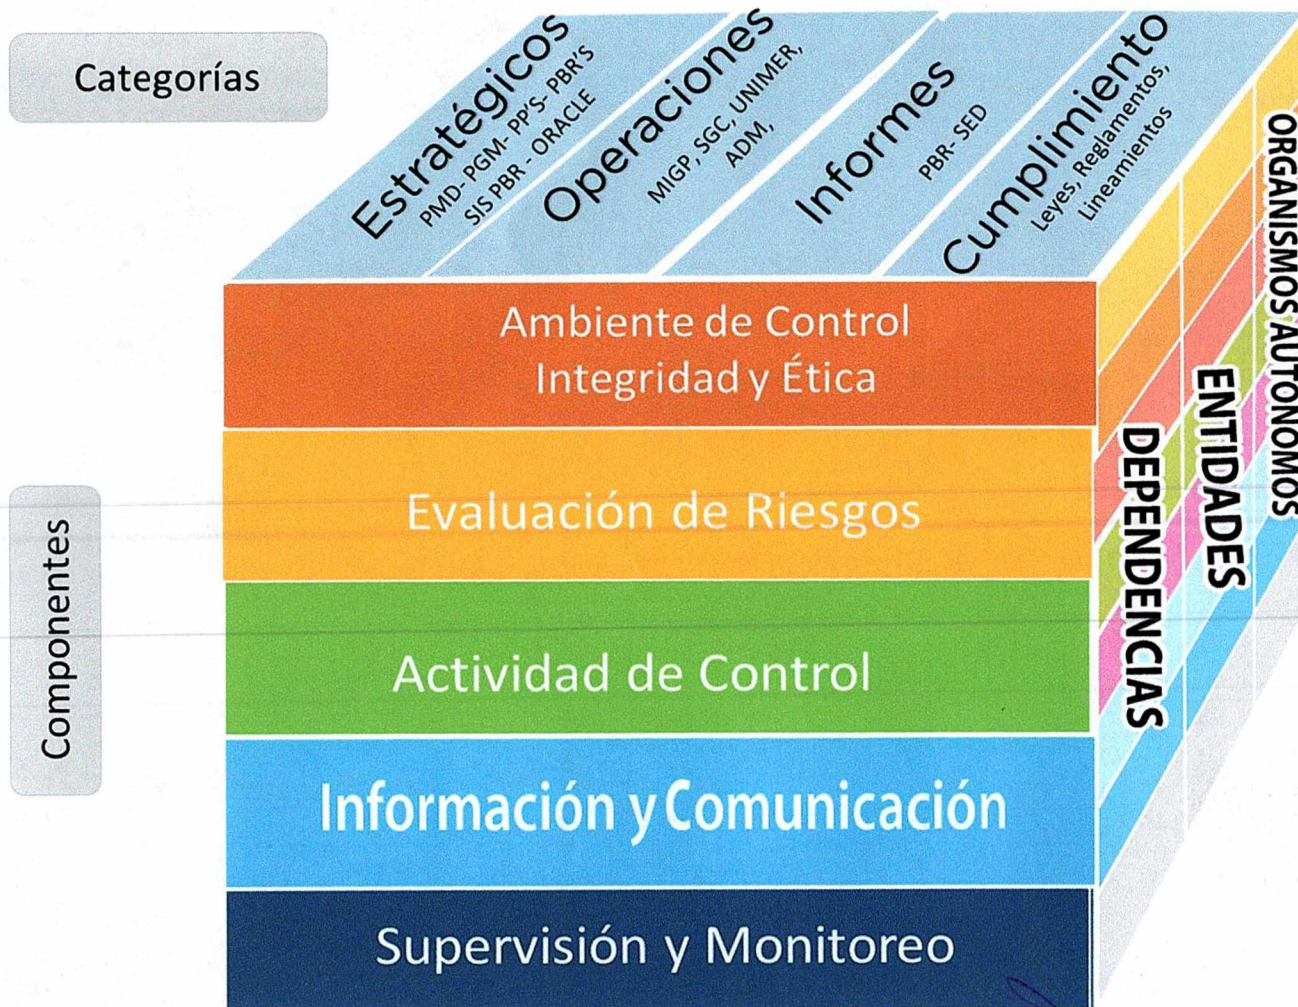 Categorías
Estratégicos
PMD- PGM- PP'S- PBR'S
SIS PBR - ORACLE
Operaciones
MIGP, SGC, UNIMER,
ADM,
Informes
PBR- SED
Cumplimiento
Leyes, Reglamentos,
Lineamientos
Componentes
Ambiente de Control
Integridad y Ética
Evaluación de Riesgos
Actividad de Control
Información y Comunicación
Supervisión y Monitoreo
DEPENDENCIAS
ENTIDADES
ORGANISMOS AUTONOMOS